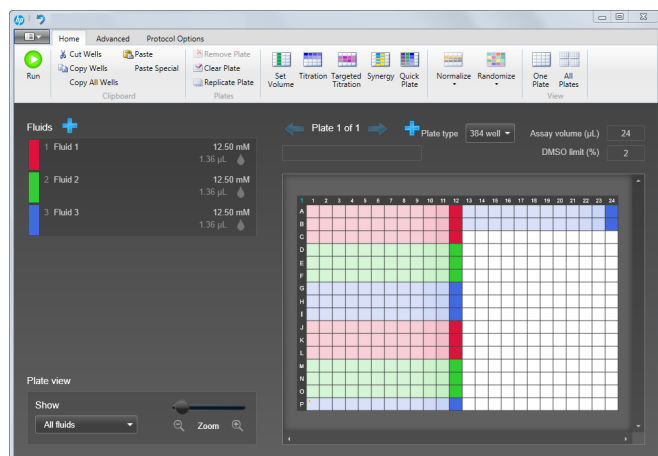 hp
Home Advanced Protocol Options
Run
Cut Wells
Copy Wells
Copy All Wells
Paste
Paste Special
Clipboard
Remove Plate
Clear Plate
Replicate Plate
Plates
Set Volume
Titration
Targeted Titration
Synergy
Quick Plate
Normalize
Randomize
One Plate
All Plates
View
Fluids
1 Fluid 1 12.50 mM
1.36 µL
2 Fluid 2 12.50 mM
1.36 µL
3 Fluid 3 12.50 mM
1.36 µL
Plate 1 of 1
Plate type 384 well
Assay volume (µL) 24
DMSO limit (%) 2
1 1 2 3 4 5 6 7 8 9 10 11 12 13 14 15 16 17 18 19 20 21 22 23 24
A
B
C
D
E
F
G
H
I
J
K
L
M
N
O
P
Plate view
Show
All fluids
Zoom